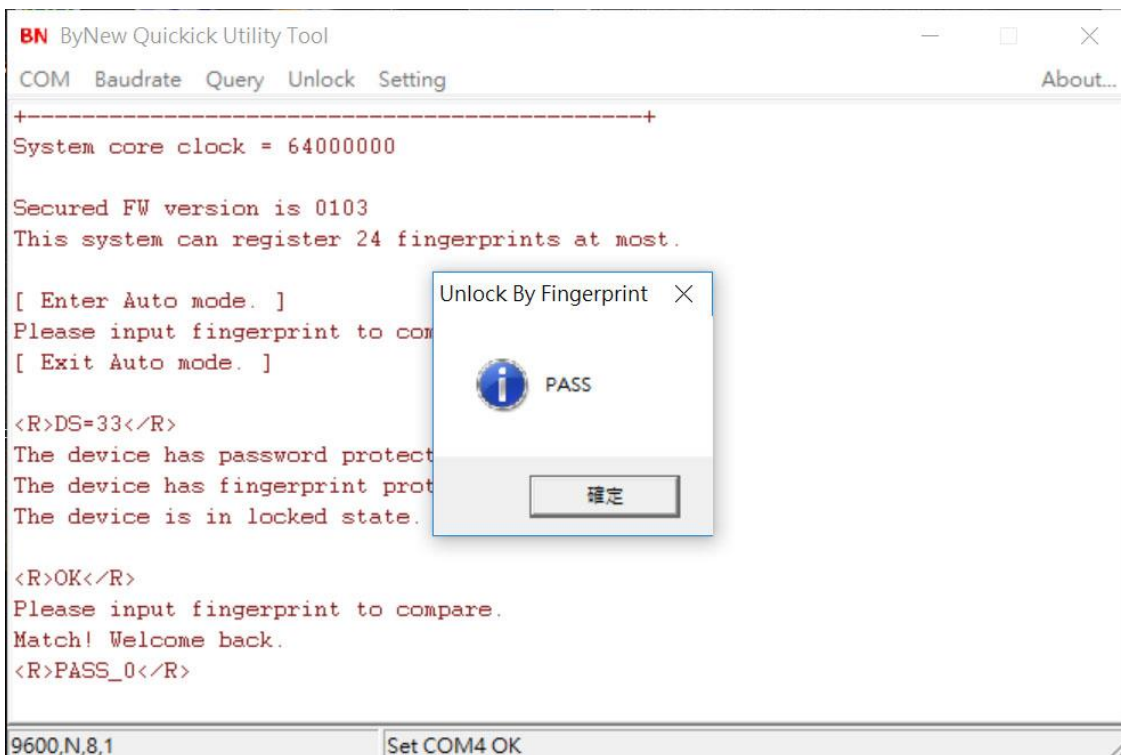 BN ByNew Quickick Utility Tool
COM Baudrate Query Unlock Setting About...
+-----------------------------------------------+
System core clock = 64000000
Secured FW version is 0103
This system can register 24 fingerprints at most.
[ Enter Auto mode. ]
Please input fingerprint to
[ Exit Auto mode. ]
<R>DS=33</R>
The device has password
The device has fingerprint
The device is in locked state.
Unlock By Fingerprint
PASS
確定
<R>OK</R>
Please input fingerprint to compare.
Match! Welcome back.
<R>PASS_0</R>
9600,N,8,1 Set COM4 OK